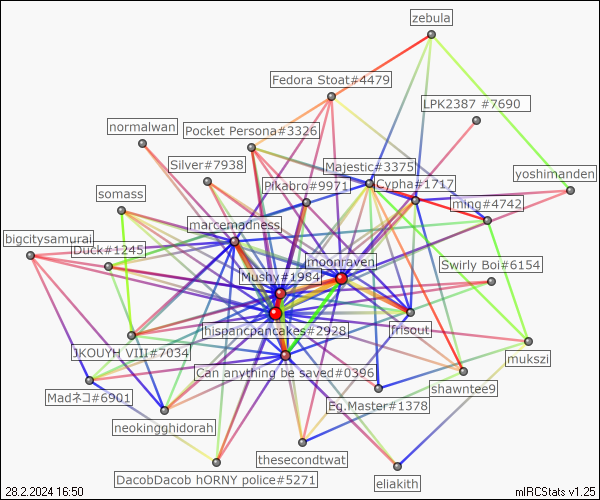 zebula
Fedora Stoat#4479
LPK2387 #7690
normalwan
Pocket Persona#3326
Silver#7938
Majestic#3375
yoshimanden
Pikabro#9971
Cypha#1717
somass
ming#4742
marcemadness
bigcitysamurai
Duck#1245
moonraven
Swirly Boi#6154
Mushy#1984
hispanicpancakes#2928
frisout
JKOUYH VIII#7034
mukszi
Can anything be saved#0396
shawntee9
Madネコ#6901
Eg.Master#1378
neokingghidorah
thesecondtwat
DacobDacob hORNY police#5271
eliakith
28.2.2024 16:50
mIRCStats v1.25